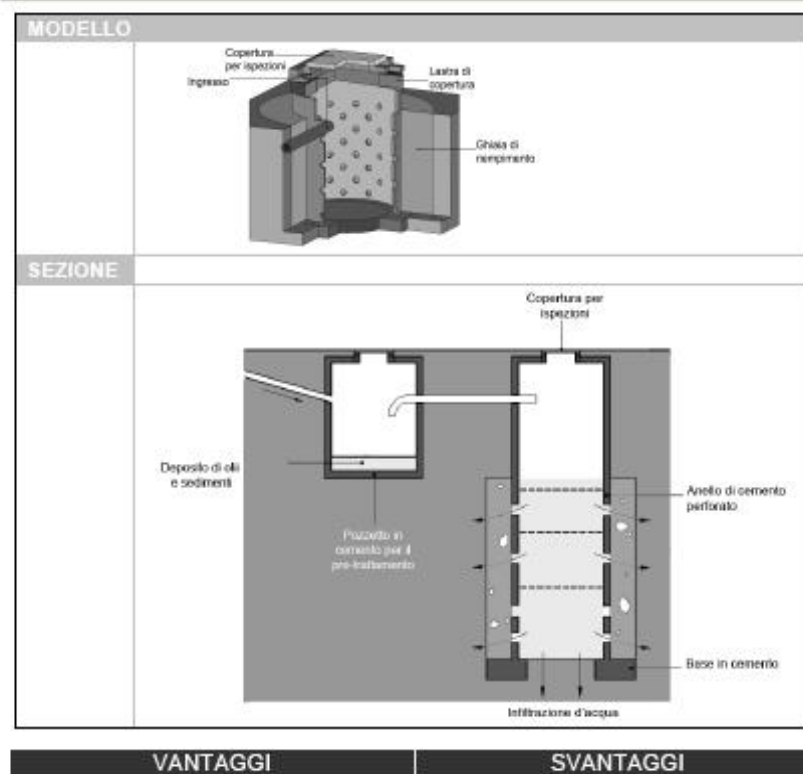 MODELLO
Copertura
per ispezioni
Ingresso
Lastra di
copertura
Ghiaia di
riempimento
SEZIONE
Copertura per
ispezioni
Deposito di olii
e sedimenti
Pozzetto in
cemento per il
pre-trattamento
Anello di cemento
perforato
Base in cemento
Infiltrazione d'acqua
VANTAGGI
SVANTAGGI